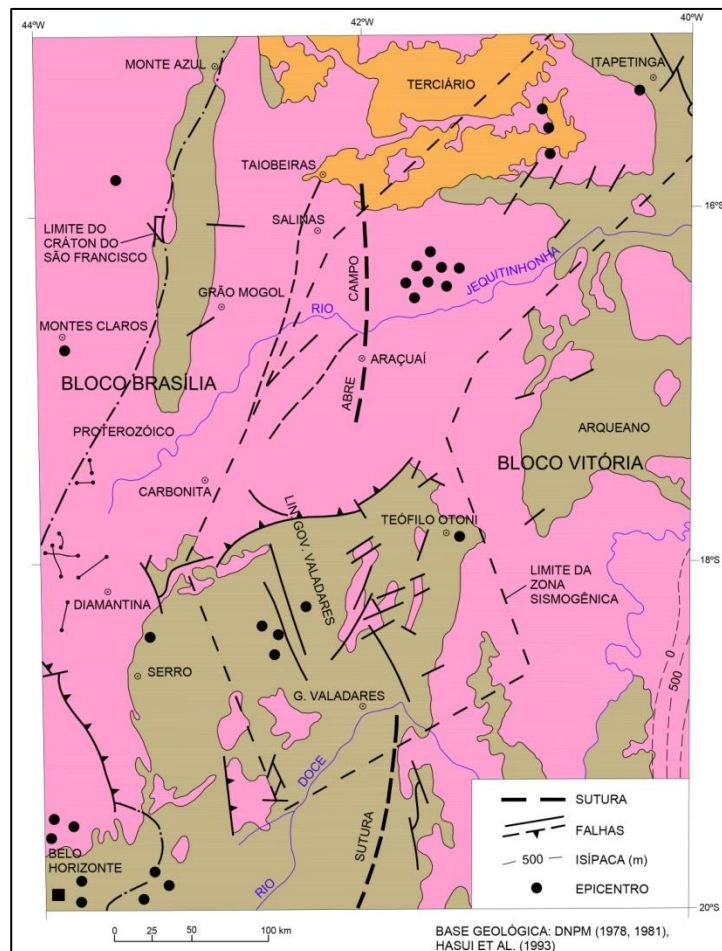 44°W
42°W
40°W
MONTE AZUL
TERCIÁRIO
ITAPETINGA
TAIOBEIRAS
16°S
SALINAS
LIMITE DO
CRÁTON DO
SÃO FRANCISCO
CAMPO
JEQUITINHONHA
GRÃO MOGOL
RIO
MONTES CLAROS
ARAÇUAÍ
BLOCO BRASÍLIA
ABRE
ARQUEANO
PROTEROZÓICO
BLOCO VITÓRIA
CARBONITA
LIN. GOV. VALADARES
TEÓFILO OTONI
18°S
LIMITE DA
ZONA
SISMOGÊNICA
DIAMANTINA
0
500
SERRO
G. VALADARES
DOCE
SUTURA
FALHAS
500 ISÍPACA (m)
EPICENTRO
BELO
HORIZONTE
SUTURA
RIO
20°S
0 25 50 100 km
BASE GEOLÓGICA: DNPM (1978, 1981),
HASUI ET AL. (1993)